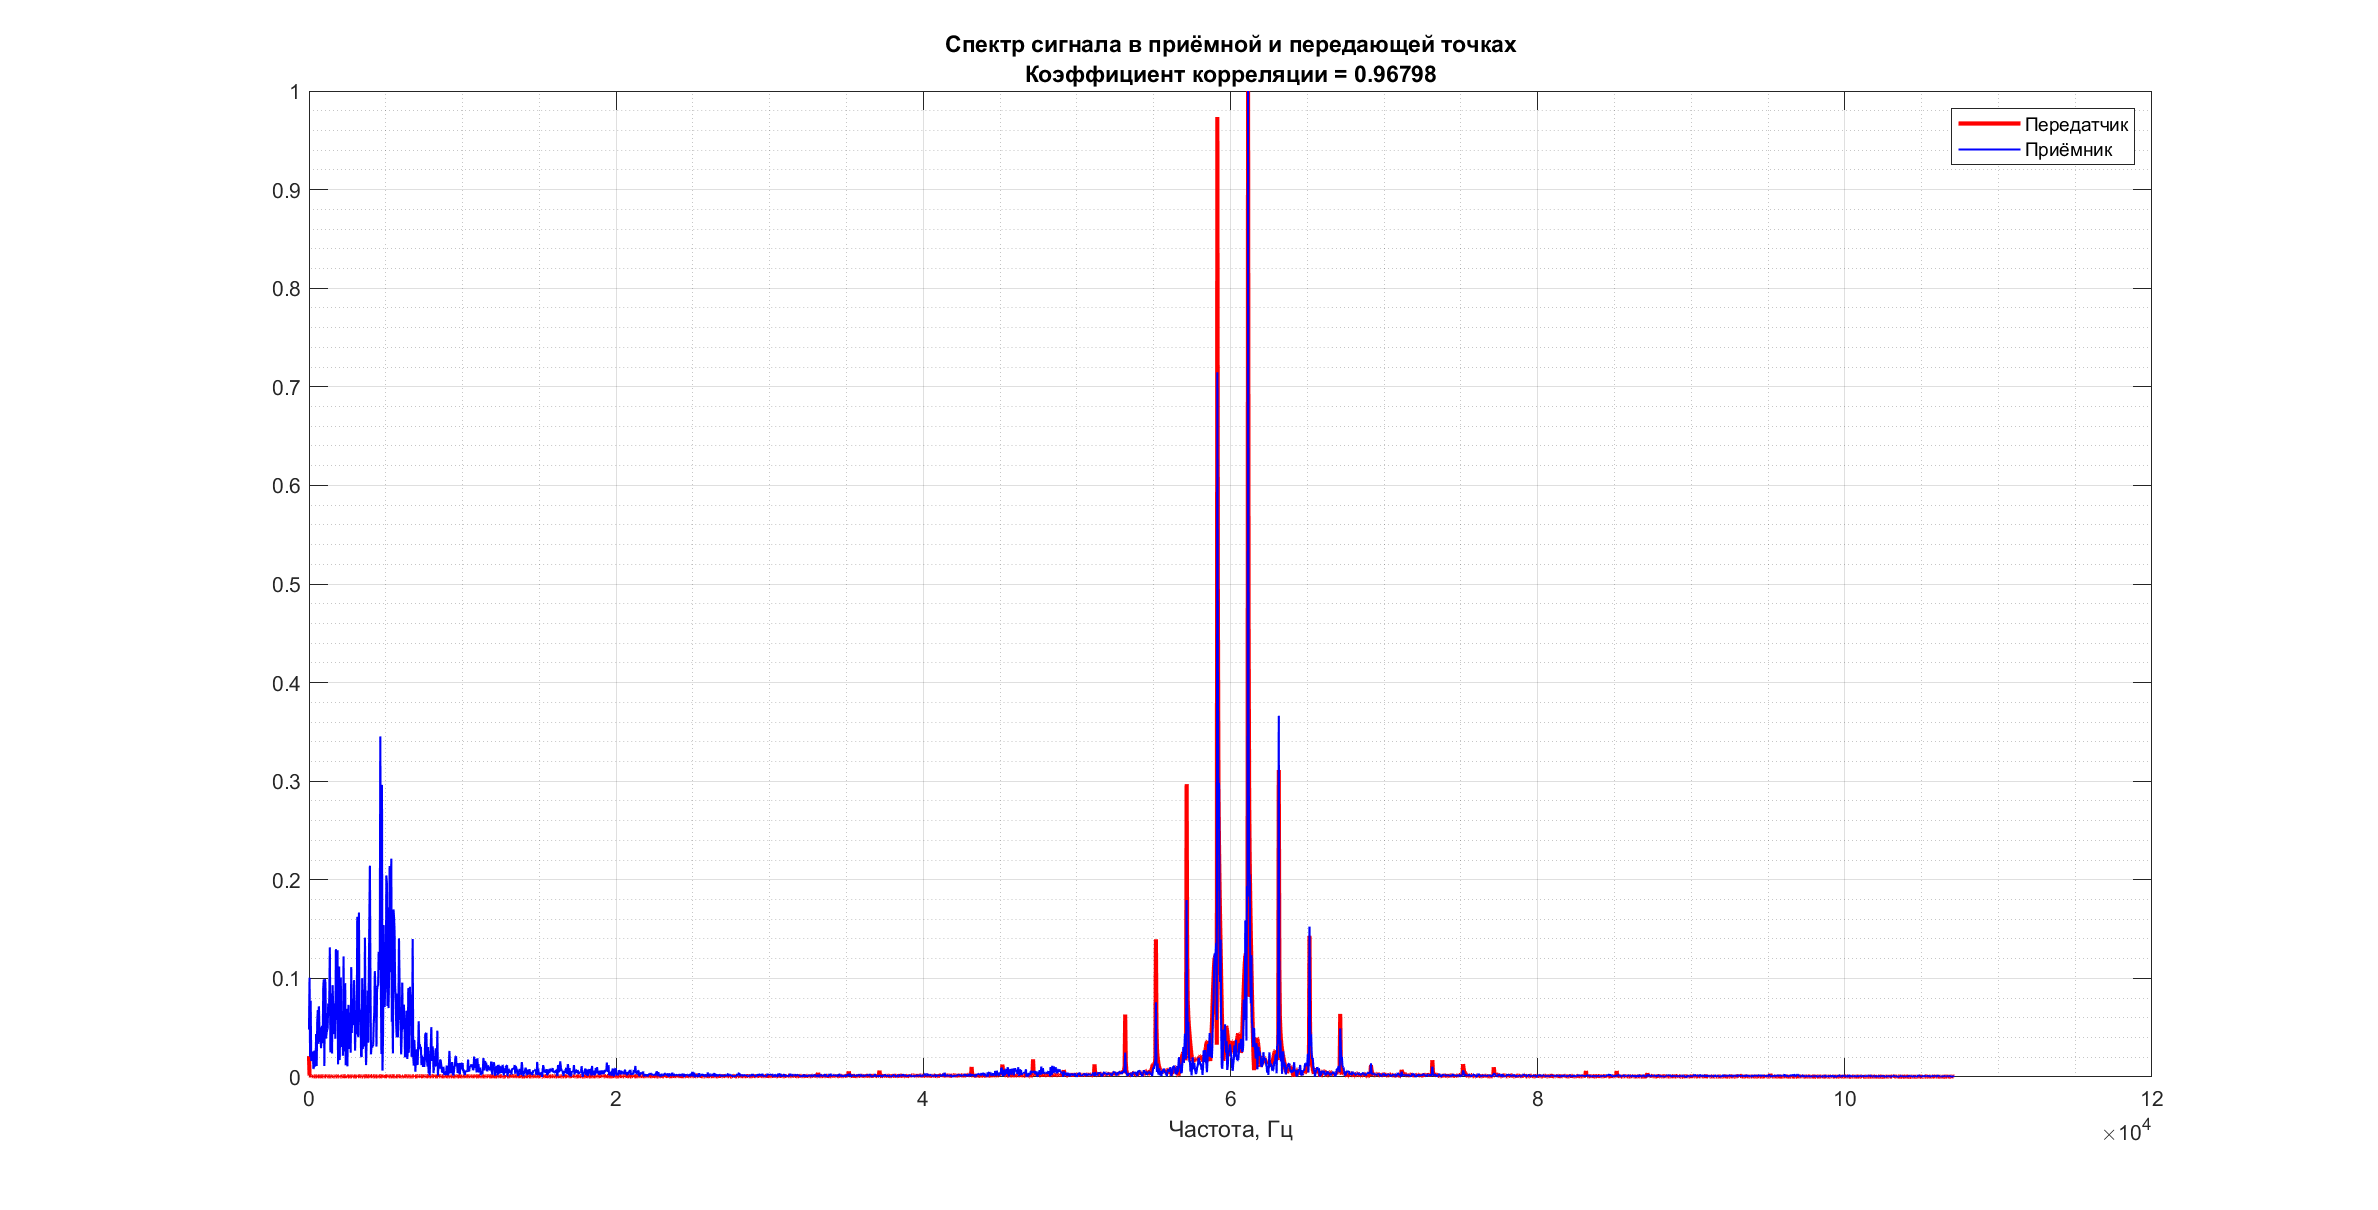 Спектр сигнала в приёмной и передающей точках
Коэффициент корреляции = 0.96798
Передатчик
Приёмник
1
0.9
0.8
0.7
0.6
0.5
0.4
0.3
0.2
0.1
0
0 2 4 6 8 10 12
Частота, Гц
×10⁴